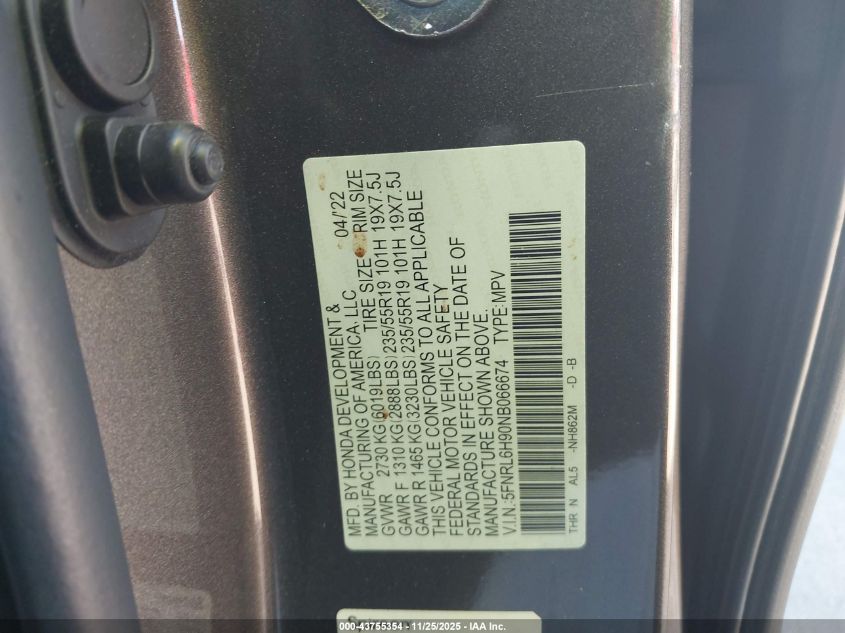 MFD. BY HONDA DEVELOPMENT & 04/22
MANUFACTURING OF AMERICA, LLC TIRE SIZE RIM SIZE
GVWR 2730 KG(6019LBS)
GAWR F 1310 KG(2888LBS)235/55R19 101H 19X7.5J
GAWR R 1465 KG(3230LBS)235/55R19 101H 19X7.5J
THIS VEHICLE CONFORMS TO ALL APPLICABLE
FEDERAL MOTOR VEHICLE SAFETY
STANDARDS IN EFFECT ON THE DATE OF
MANUFACTURE SHOWN ABOVE.
V.I.N.:5FNRL6H90NB066674 TYPE:MPV
THR N AL5 -NH862M -D -B
000-43755354 - 11/25/2025 - IAA Inc.